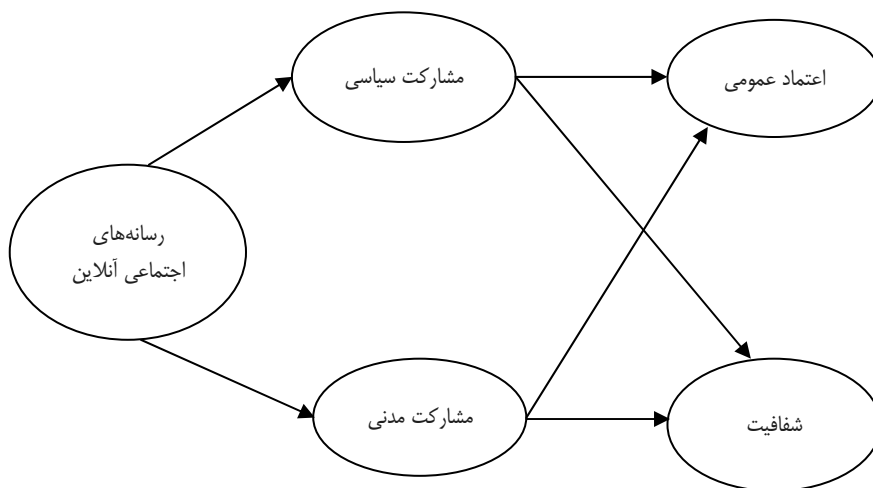 مشارکت سیاسی
اعتماد عمومی
رسانه‌های
اجتماعی آنلاین
مشارکت مدنی
شفافیت